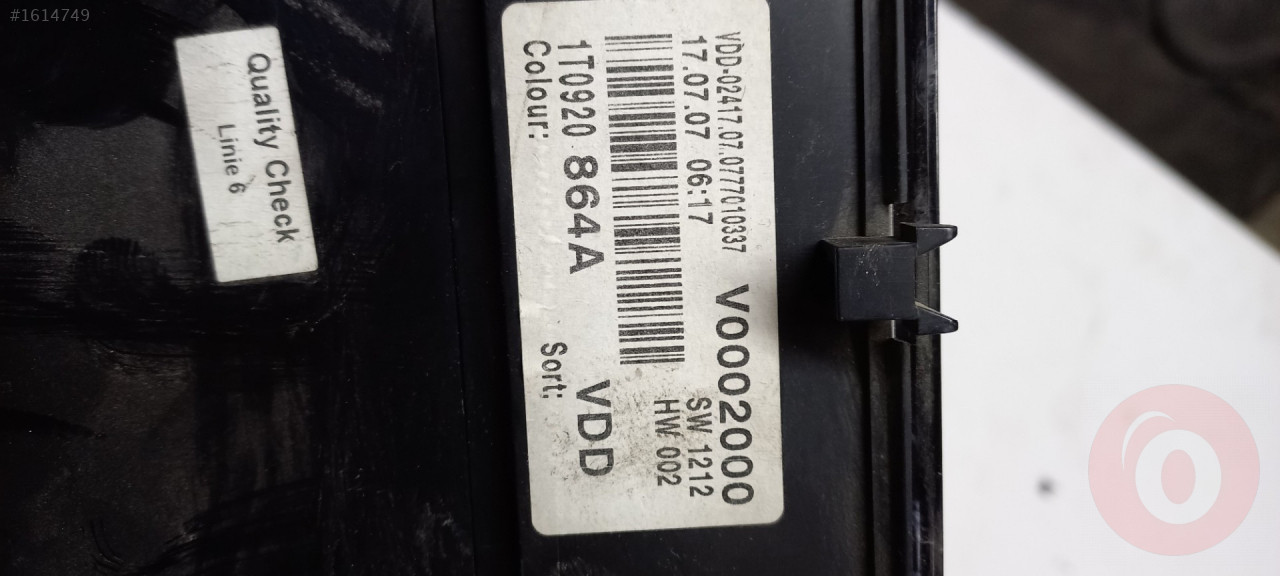 #1614749
Quality Check
Linie 6
VDD-02417.07.0777010337
17.07.07 06:17
V0002000
SW 1212
HW 002
1T0920 864A
VDD
Colour:
Sort: